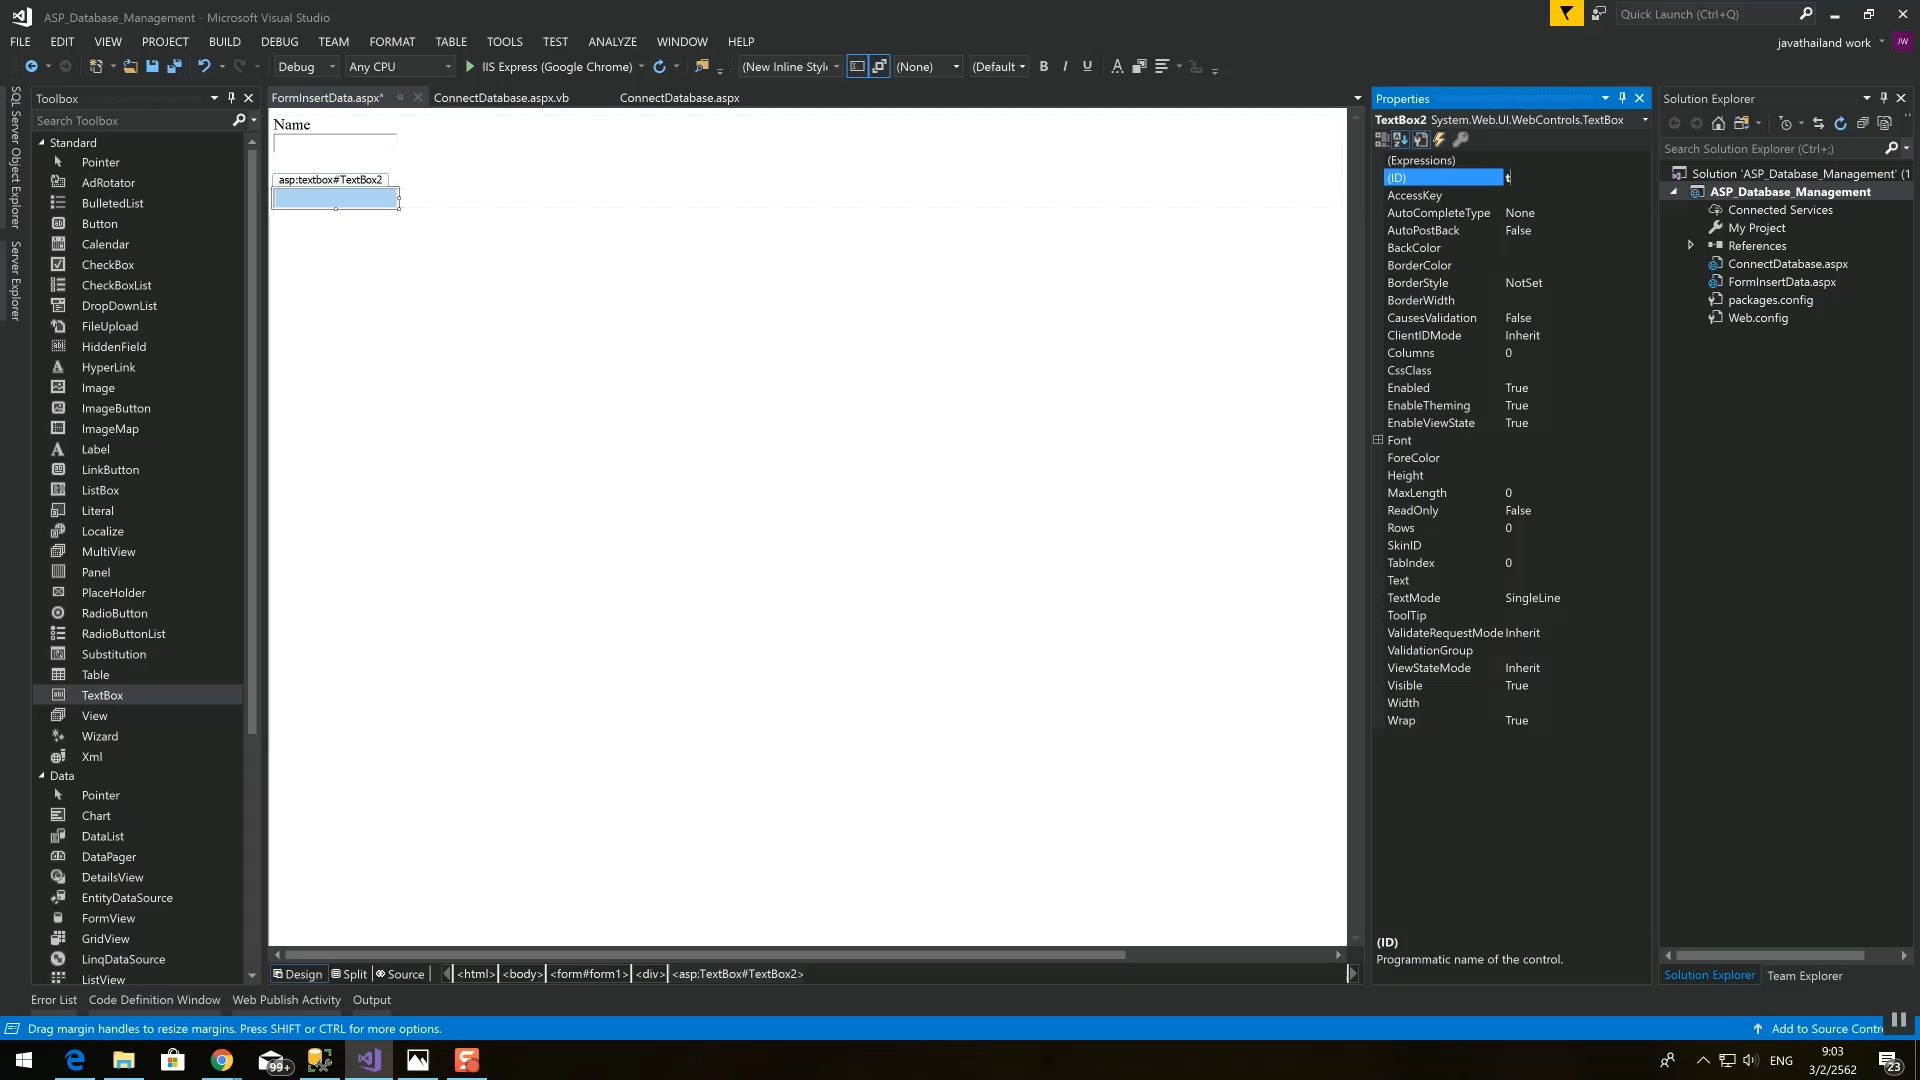 ASP_Database_Management - Microsoft Visual Studio
Quick Launch (Ctrl+Q)
FILE EDIT VIEW PROJECT BUILD DEBUG TEAM FORMAT TABLE TOOLS TEST ANALYZE WINDOW HELP
javathailand work JW
Debug Any CPU IIS Express (Google Chrome) (New Inline Style (None) (Default B I U A
SQL Server Object Explorer
Server Explorer
Toolbox
Search Toolbox
Standard
Pointer
AdRotator
BulletedList
Button
Calendar
CheckBox
CheckBoxList
DropDownList
FileUpload
HiddenField
HyperLink
Image
ImageButton
ImageMap
Label
LinkButton
ListBox
Literal
Localize
MultiView
Panel
PlaceHolder
RadioButton
RadioButtonList
Substitution
Table
TextBox
View
Wizard
Xml
Data
Pointer
Chart
DataList
DataPager
DetailsView
EntityDataSource
FormView
GridView
LinqDataSource
ListView
FormInsertData.aspx* ConnectDatabase.aspx.vb ConnectDatabase.aspx
Name
asp:textbox#TextBox2
Design Split Source <html> <body> <form#form1> <div> <asp:TextBox#TextBox2>
Properties
TextBox2 System.Web.UI.WebControls.TextBox
(Expressions)
(ID) t
AccessKey
AutoCompleteType None
AutoPostBack False
BackColor
BorderColor
BorderStyle NotSet
BorderWidth
CausesValidation False
ClientIDMode Inherit
Columns 0
CssClass
Enabled True
EnableTheming True
EnableViewState True
Font
ForeColor
Height
MaxLength 0
ReadOnly False
Rows 0
SkinID
TabIndex 0
Text
TextMode SingleLine
ToolTip
ValidateRequestMode Inherit
ValidationGroup
ViewStateMode Inherit
Visible True
Width
Wrap True
(ID)
Programmatic name of the control.
Solution Explorer
Search Solution Explorer (Ctrl+;)
Solution 'ASP_Database_Management' (1
ASP_Database_Management
Connected Services
My Project
References
ConnectDatabase.aspx
FormInsertData.aspx
packages.config
Web.config
Solution Explorer Team Explorer
Error List Code Definition Window Web Publish Activity Output
Drag margin handles to resize margins. Press SHIFT or CTRL for more options.
Add to Source Contr
99+
ENG
9:03
3/2/2562
23